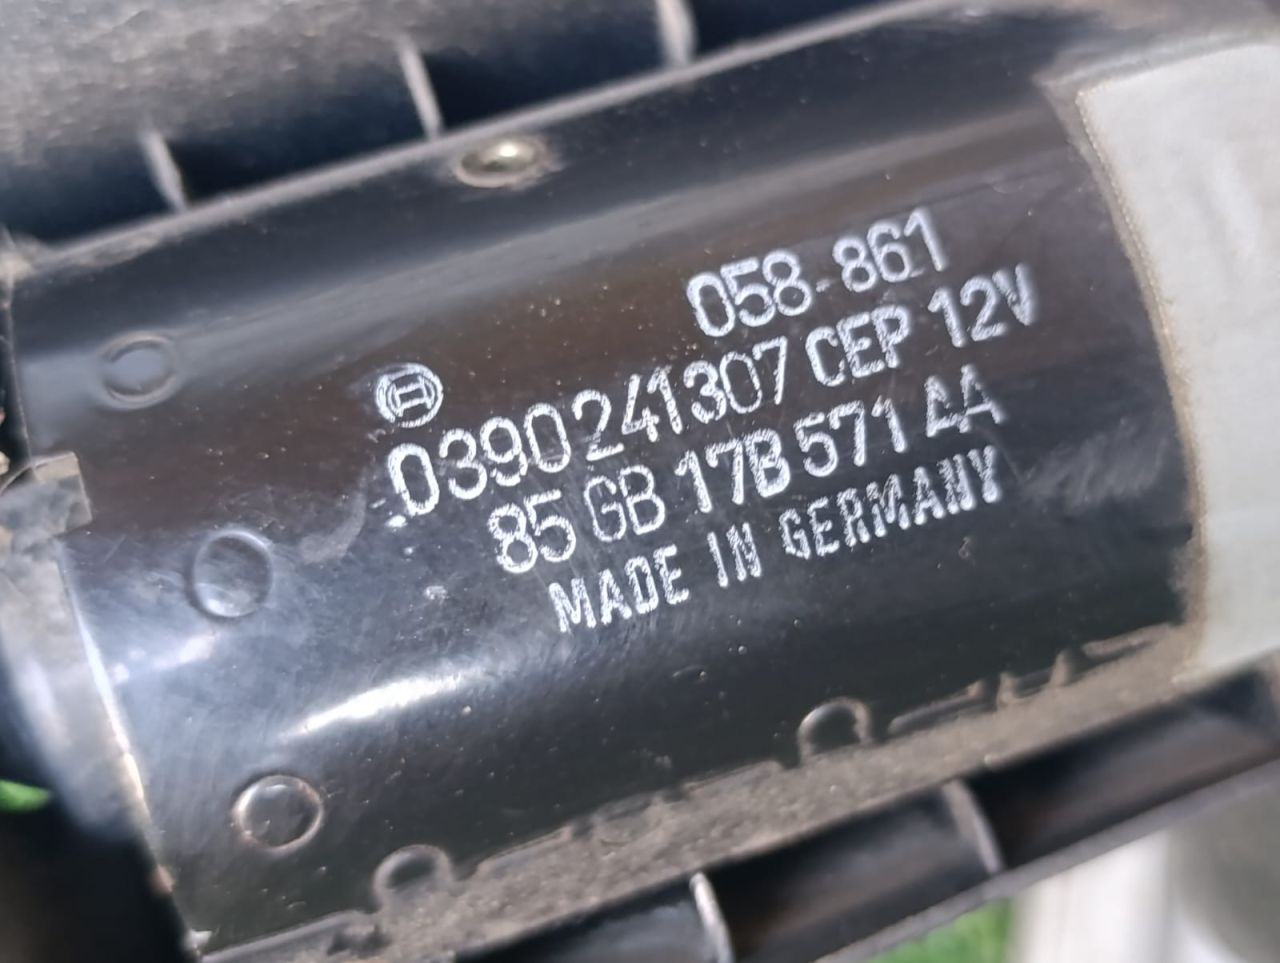 058-861
0390241307 CEP 12V
85 GB 17B 571 AA
MADE IN GERMANY